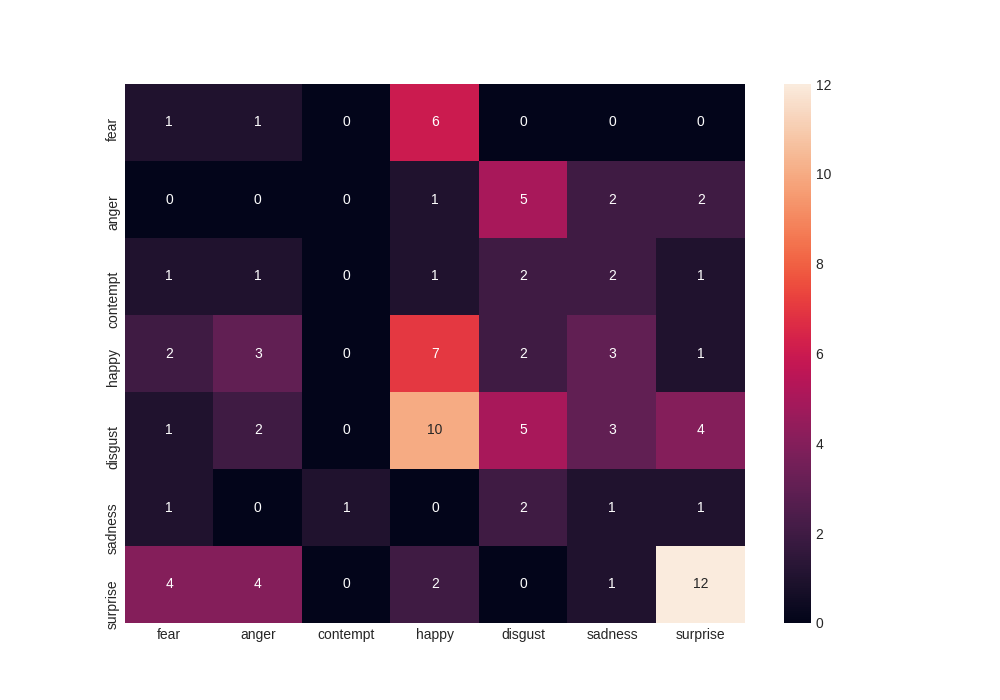 12
fear 1 1 0 6 0 0 0
10
anger 0 0 0 1 5 2 2
8
contempt 1 1 0 1 2 2 1
6
happy 2 3 0 7 2 3 1
4
disgust 1 2 0 10 5 3 4
2
sadness 1 0 1 0 2 1 1
surprise 4 4 0 2 0 1 12
0
fear anger contempt happy disgust sadness surprise